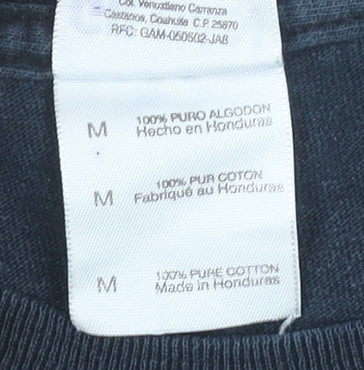 Col. Venustiano Carranza
Castaños, Coahuila C.P. 25870
RFC: GAM-050502-JA8
M 100% PURO ALGODON
Hecho en Honduras
M 100% PUR COTON
Fabriqué au Honduras
M 100% PURE COTTON
Made in Honduras